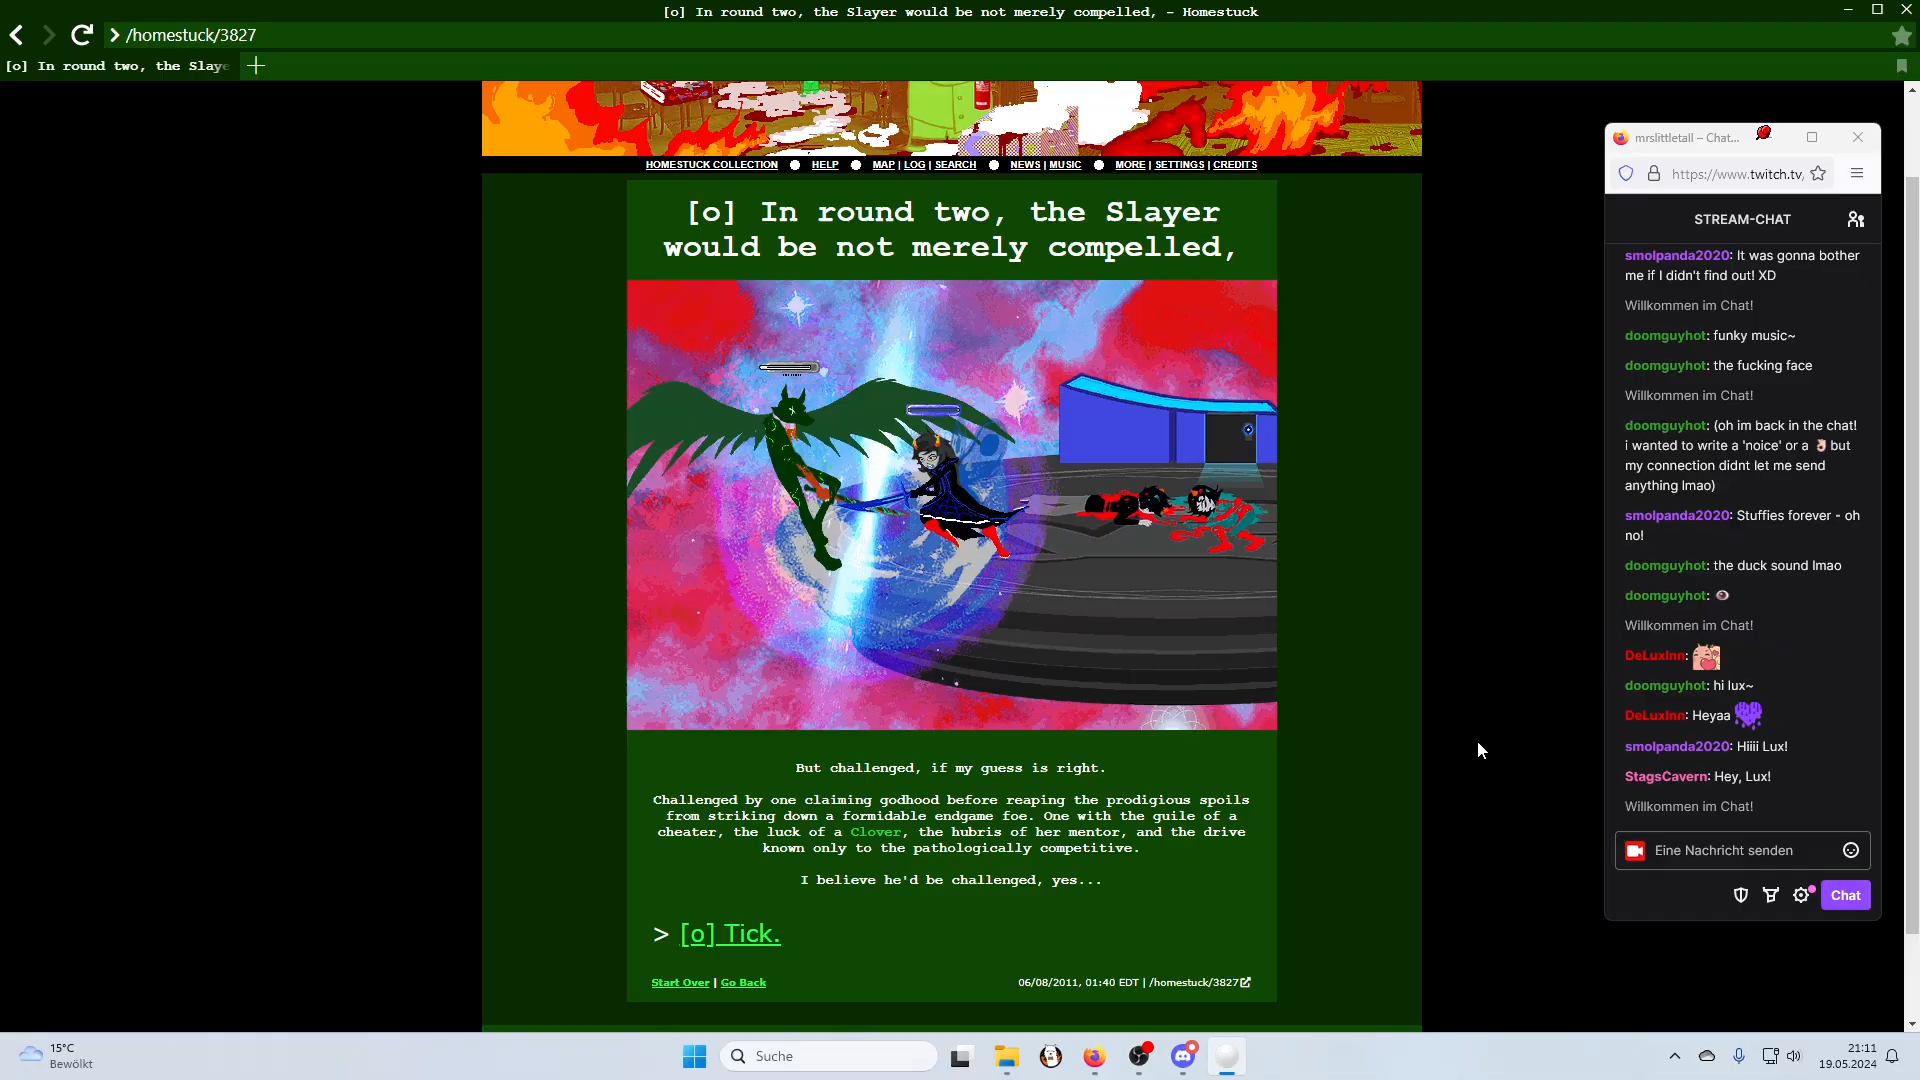 [o] In round two, the Slayer would be not merely compelled, - Homestuck
/homestuck/3827
[o] In round two, the Slaye
HOMESTUCK COLLECTION HELP MAP | LOG | SEARCH NEWS | MUSIC MORE | SETTINGS | CREDITS
[o] In round two, the Slayer
would be not merely compelled,
But challenged, if my guess is right.
Challenged by one claiming godhood before reaping the prodigious spoils
from striking down a formidable endgame foe. One with the guile of a
cheater, the luck of a Clover, the hubris of her mentor, and the drive
known only to the pathologically competitive.
I believe he'd be challenged, yes...
> [o] Tick.
Start Over | Go Back
06/08/2011, 01:40 EDT | /homestuck/3827
mrslittletall – Chat...
https://www.twitch.tv
STREAM-CHAT
smolpanda2020: It was gonna bother
me if I didn't find out! XD
Willkommen im Chat!
doomguyhot: funky music~
doomguyhot: the fucking face
Willkommen im Chat!
doomguyhot: (oh im back in the chat!
i wanted to write a 'noice' or a 👌 but
my connection didnt let me send
anything lmao)
smolpanda2020: Stuffies forever - oh
no!
doomguyhot: the duck sound lmao
doomguyhot: 👁
Willkommen im Chat!
DeLuxInn:
doomguyhot: hi lux~
DeLuxInn: Heyaa
smolpanda2020: Hiiii Lux!
StagsCavern: Hey, Lux!
Willkommen im Chat!
Eine Nachricht senden
Chat
15°C
Bewölkt
Suche
21:11
19.05.2024